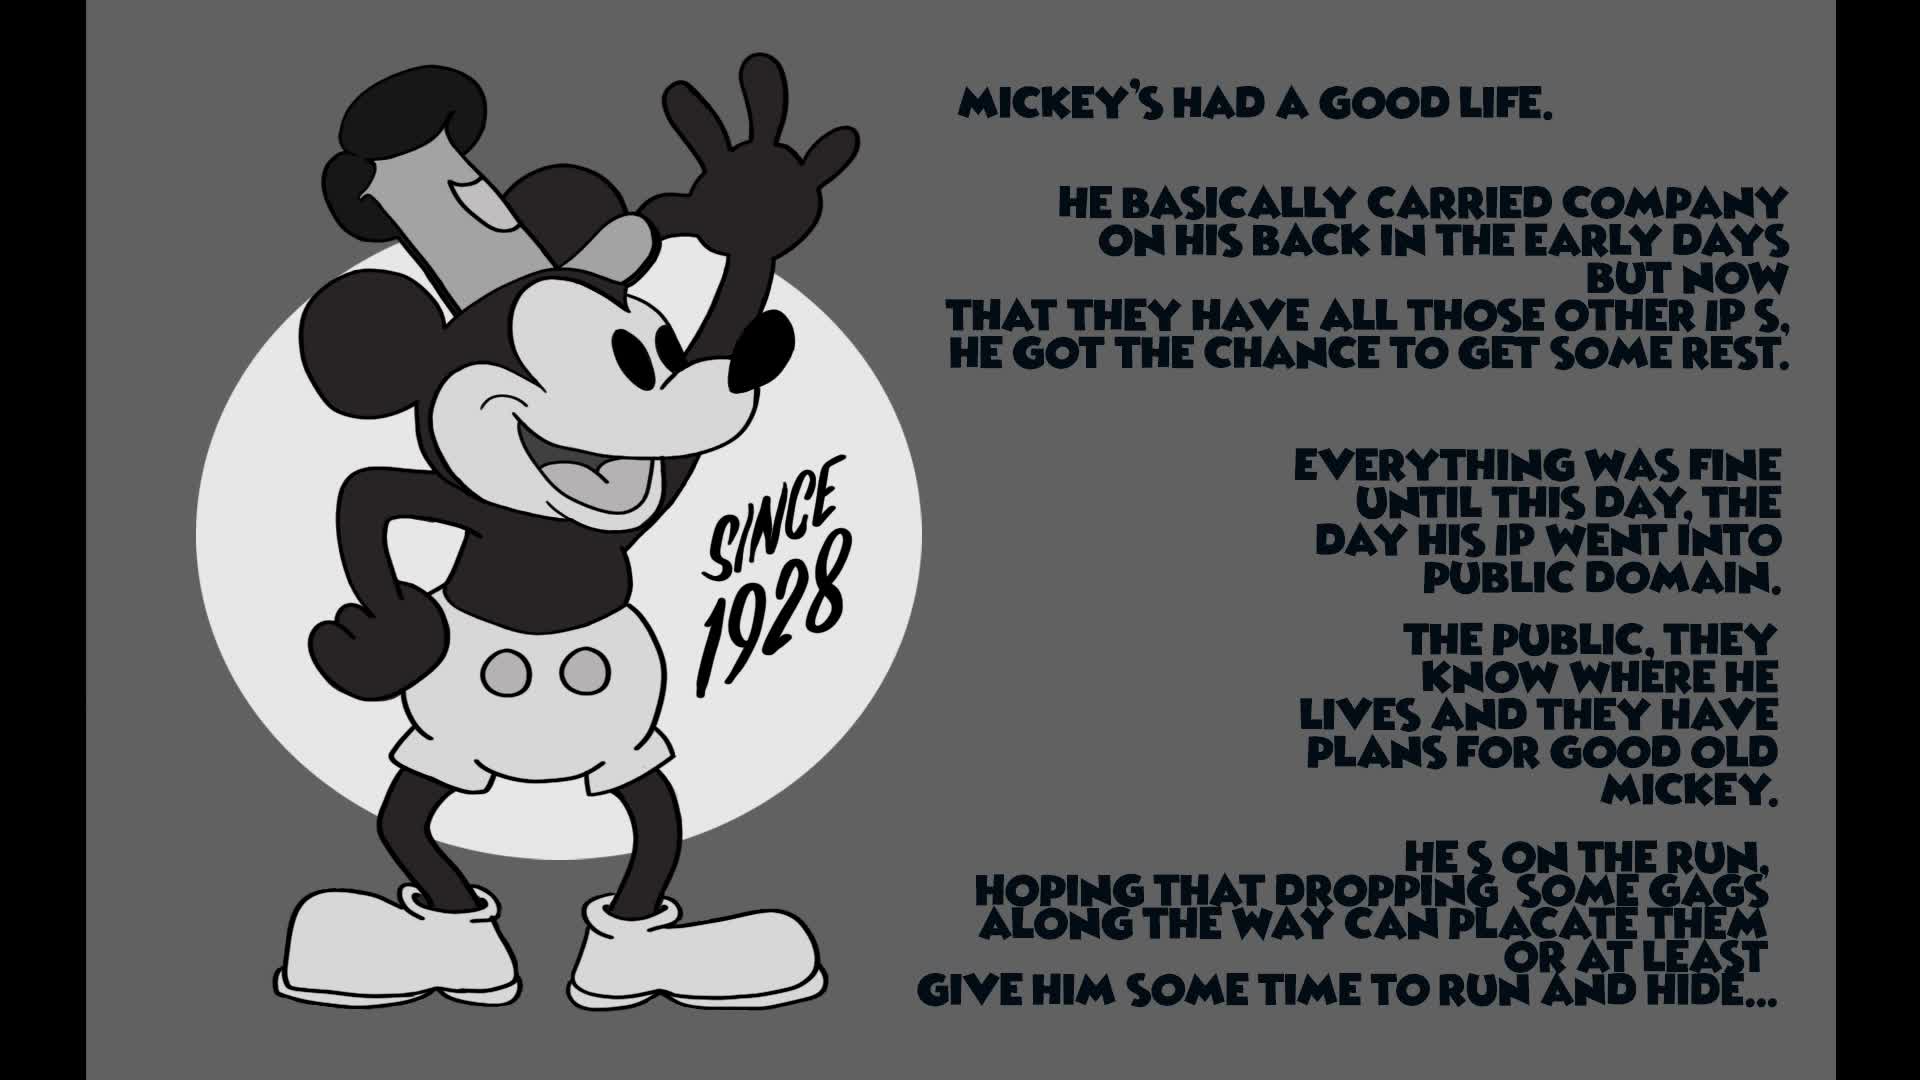 SINCE
1928
MICKEY'S HAD A GOOD LIFE.
HE BASICALLY CARRIED COMPANY
ON HIS BACK IN THE EARLY DAYS
BUT NOW
THAT THEY HAVE ALL THOSE OTHER IP S,
HE GOT THE CHANCE TO GET SOME REST.
EVERYTHING WAS FINE
UNTIL THIS DAY, THE
DAY HIS IP WENT INTO
PUBLIC DOMAIN.
THE PUBLIC, THEY
KNOW WHERE HE
LIVES AND THEY HAVE
PLANS FOR GOOD OLD
MICKEY.
HE S ON THE RUN,
HOPING THAT DROPPING SOME GAGS
ALONG THE WAY CAN PLACATE THEM
OR AT LEAST
GIVE HIM SOME TIME TO RUN AND HIDE...